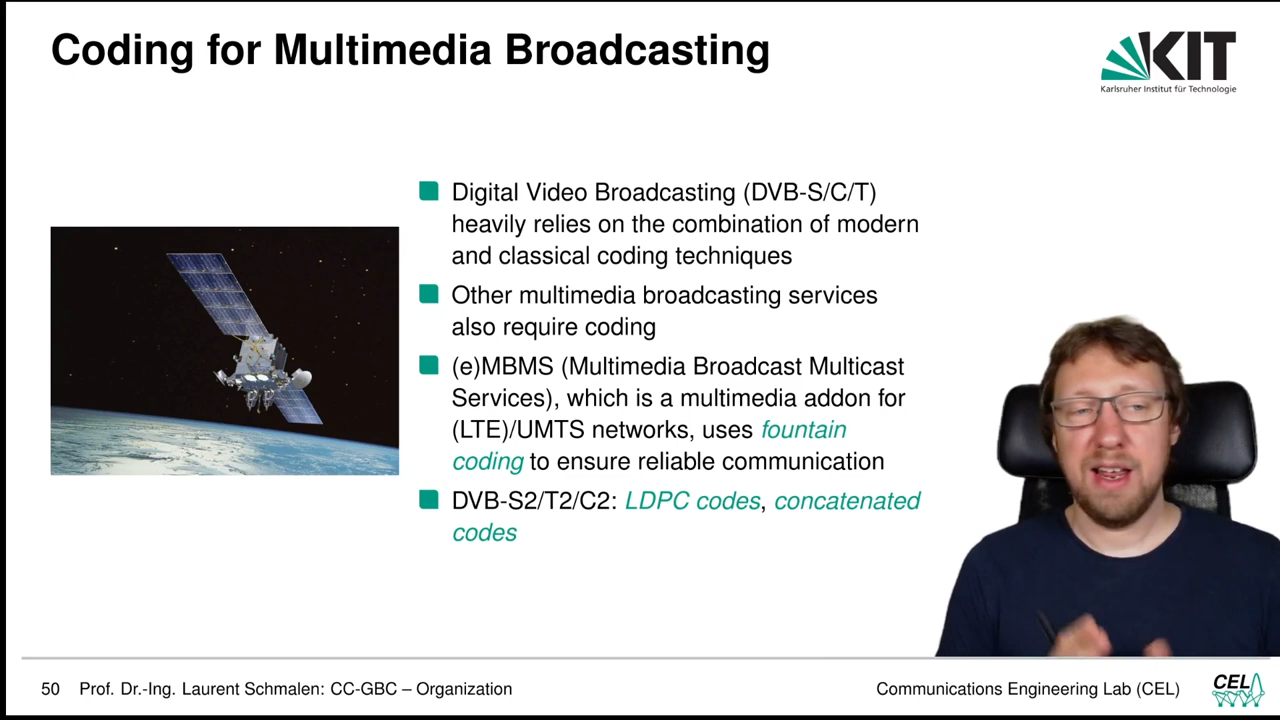 Coding for Multimedia Broadcasting
KIT
Karlsruher Institut für Technologie
Digital Video Broadcasting (DVB-S/C/T)
heavily relies on the combination of modern
and classical coding techniques
Other multimedia broadcasting services
also require coding
(e)MBMS (Multimedia Broadcast Multicast
Services), which is a multimedia addon for
(LTE)/UMTS networks, uses fountain
coding to ensure reliable communication
DVB-S2/T2/C2: LDPC codes, concatenated
codes
50 Prof. Dr.-Ing. Laurent Schmalen: CC-GBC – Organization
Communications Engineering Lab (CEL)
CEL